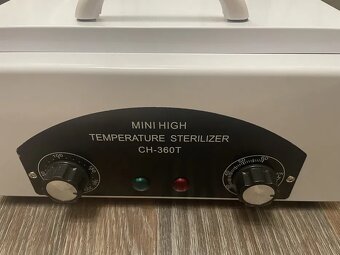 MINI HIGH
TEMPERATURE STERILIZER
CH-360T